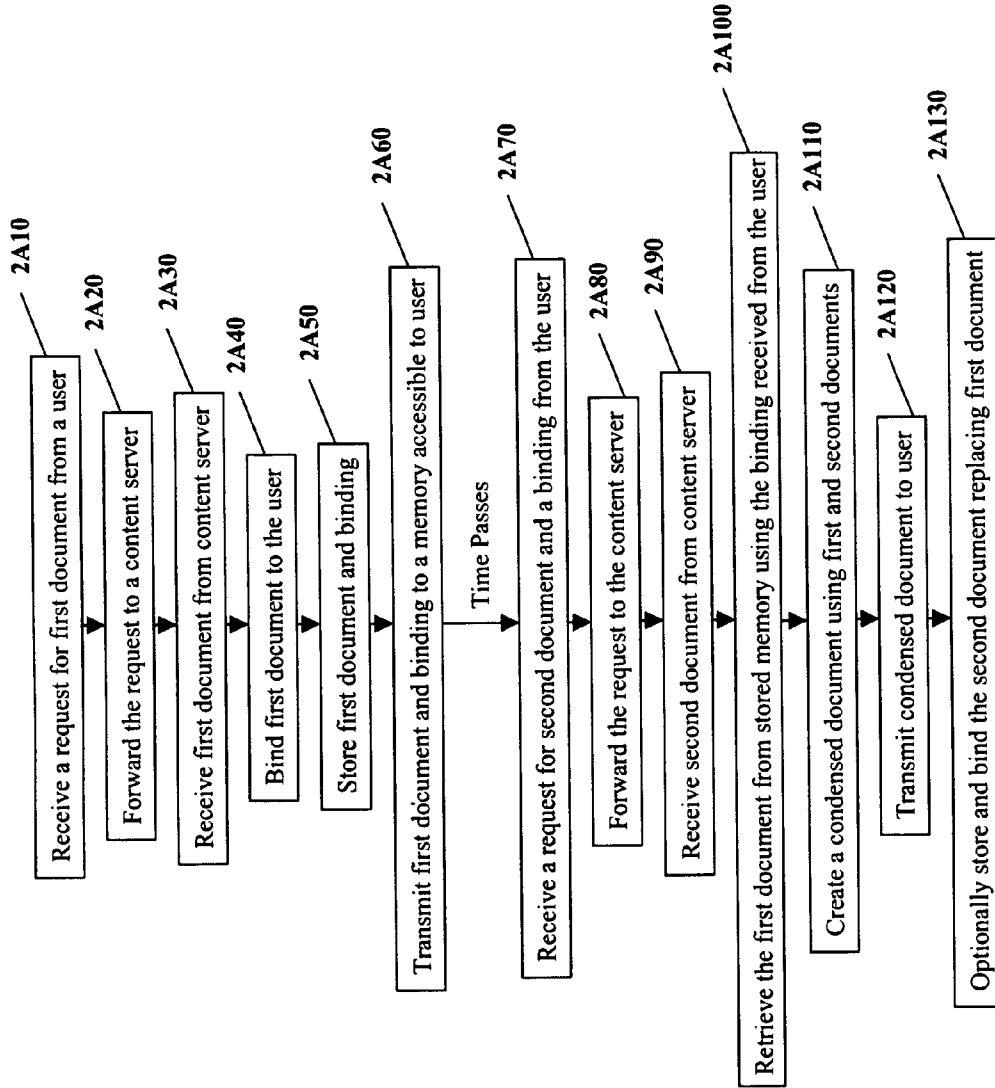 2A10
Receive a request for first document from a user
2A20
Forward the request to a content server
2A30
Receive first document from content server
2A40
Bind first document to the user
2A50
Store first document and binding
2A60
Transmit first document and binding to a memory accessible to user
Time Passes
2A70
Receive a request for second document and a binding from the user
2A80
Forward the request to the content server
2A90
Receive second document from content server
2A100
Retrieve the first document from stored memory using the binding received from the user
2A110
Create a condensed document using first and second documents
2A120
Transmit condensed document to user
2A130
Optionally store and bind the second document replacing first document